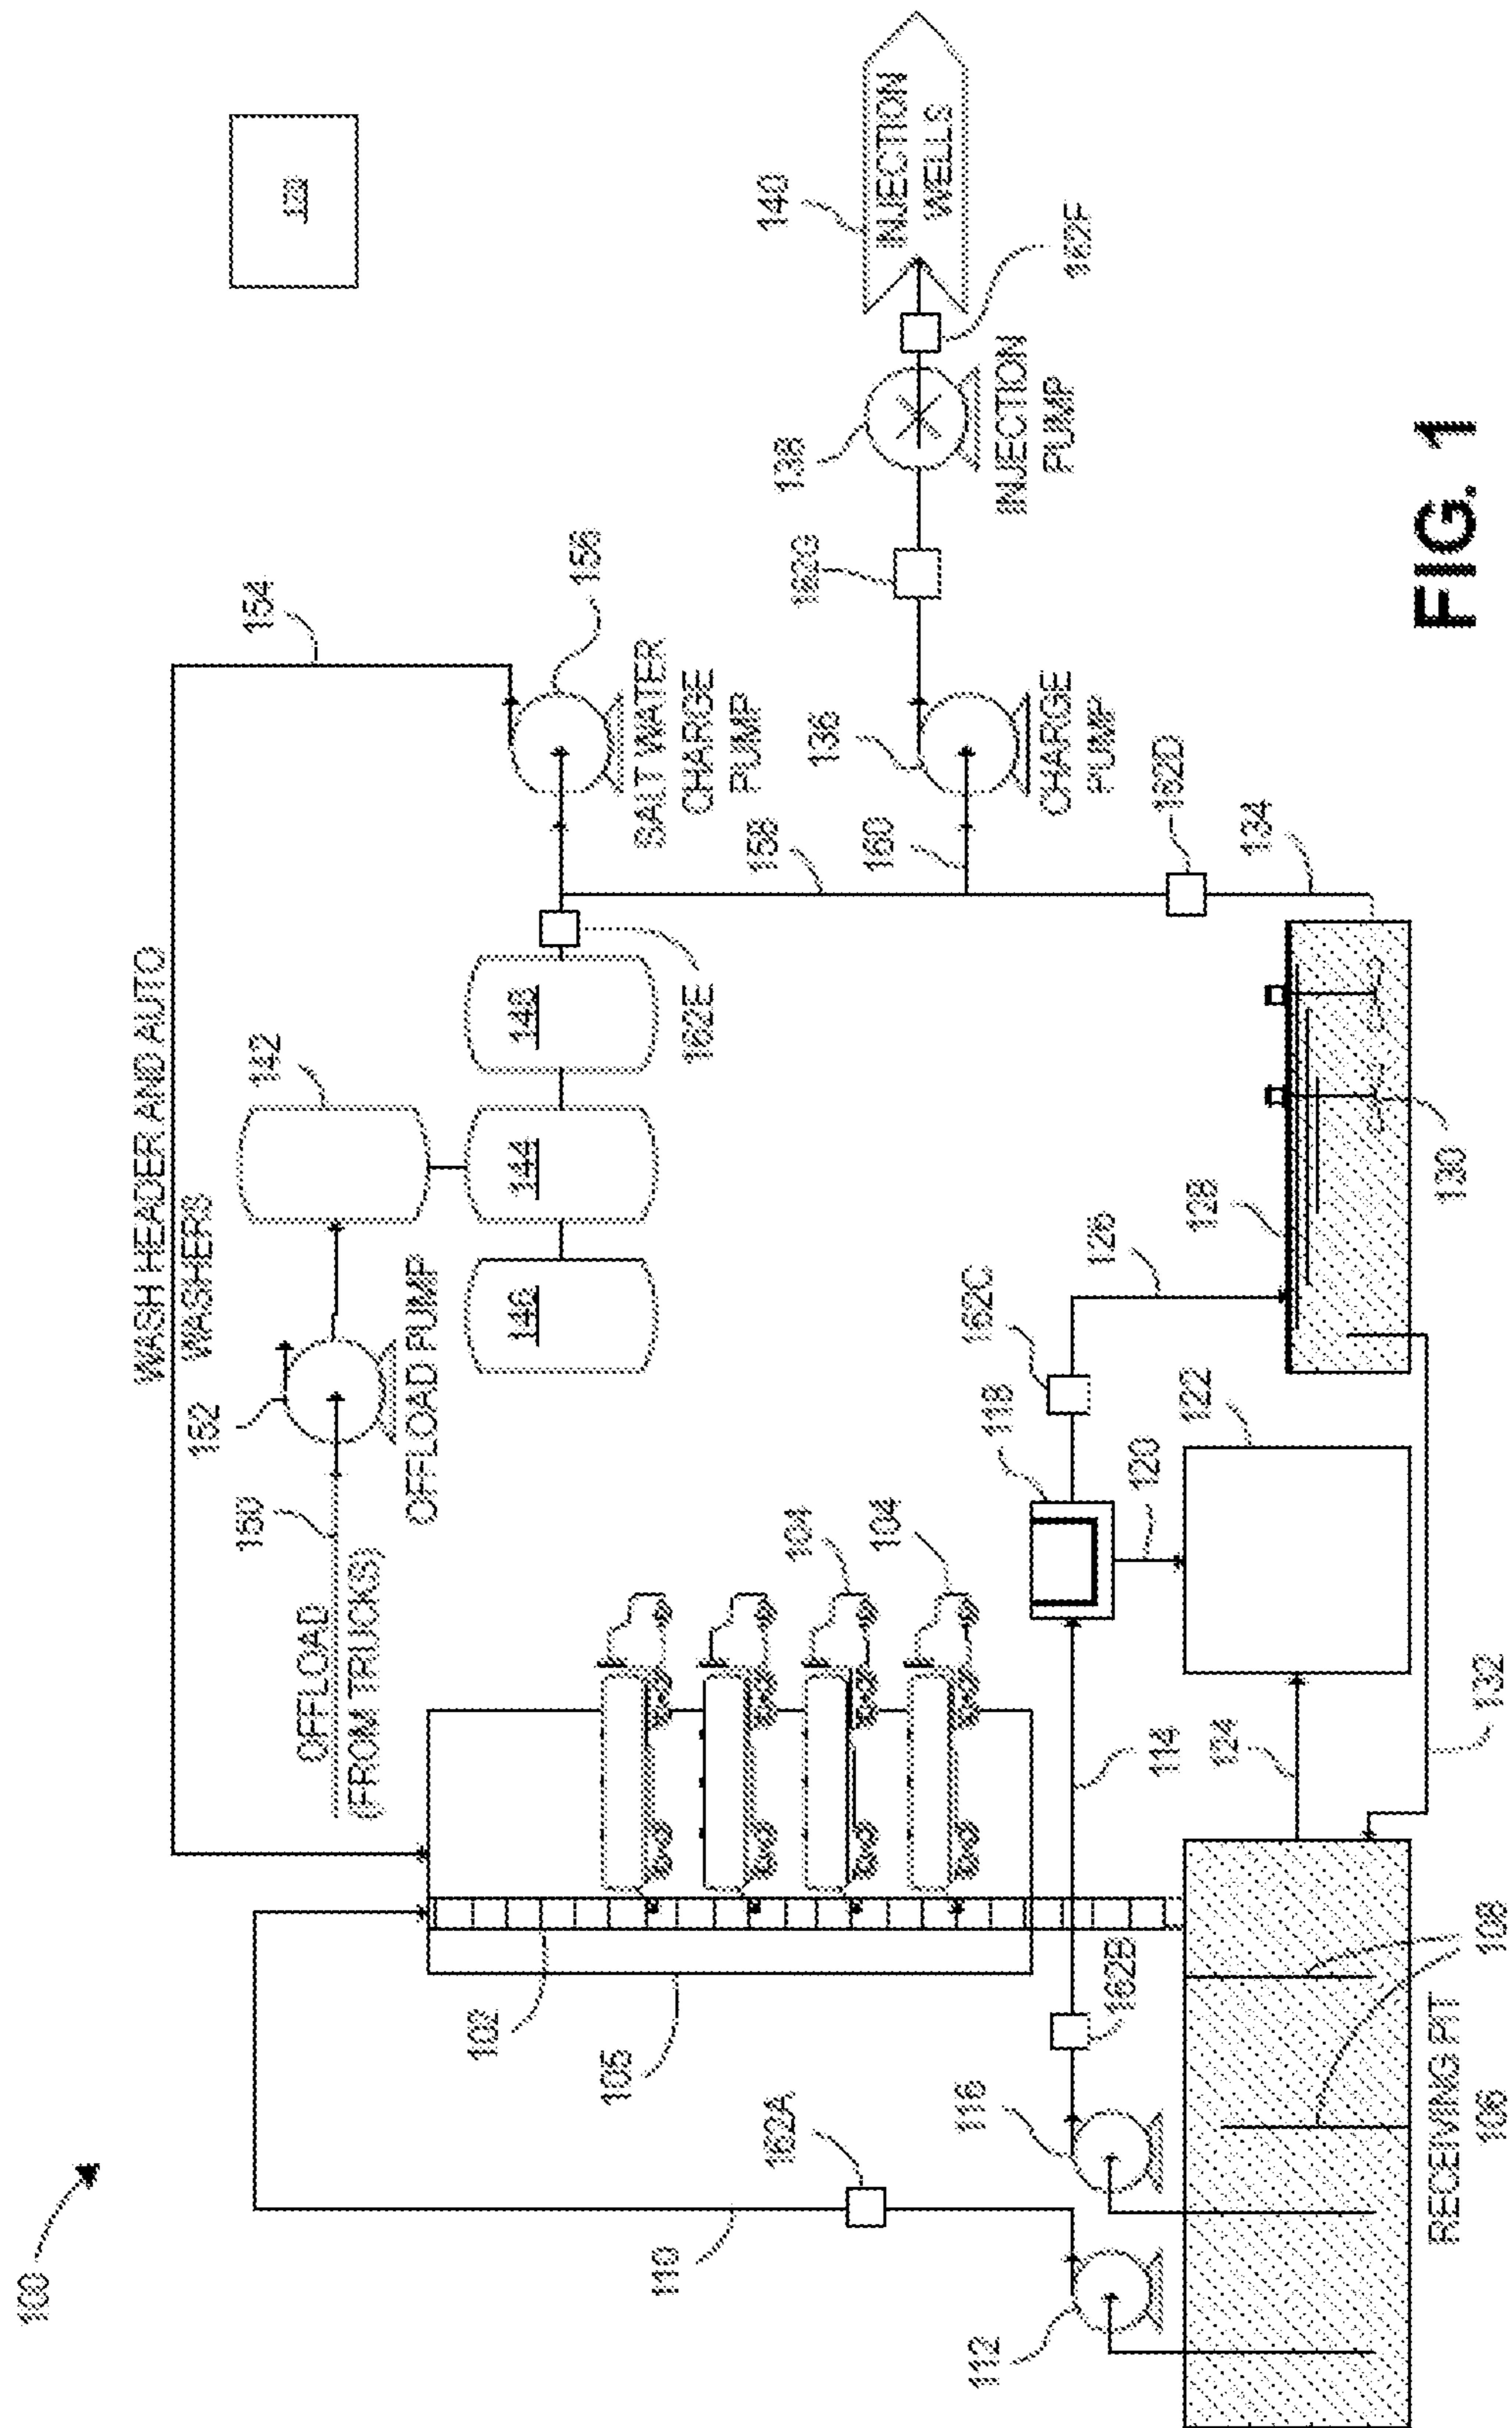 100
WASH HEADER AND AUTO
WASHERS
154
142
152
150
OFFLOAD
(FROM TRUCKS)
OFFLOAD PUMP
102
105
110
162A
146
144
148
162E
156
SALT WATER
CHARGE
PUMP
104
104
158
160
136
138
140
162G
INJECTION
WELLS
162F
INJECTION
PUMP
CHARGE
PUMP
112
116
162B
114
118
162C
126
162D
120
122
124
128
134
130
132
108
RECEIVING PIT
106
FIG. 1